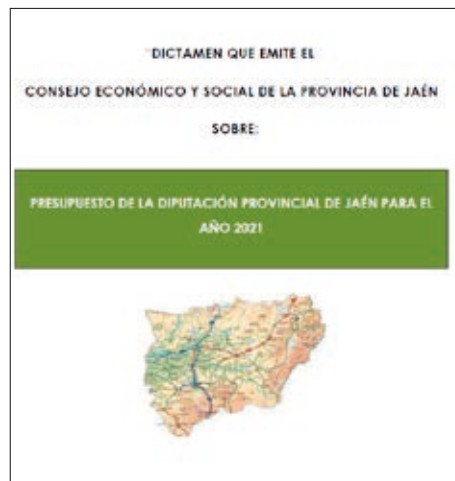 DICTAMEN QUE EMITE EL
CONSEJO ECONÓMICO Y SOCIAL DE LA PROVINCIA DE JAÉN
SOBRE:
PRESUPUESTO DE LA DIPUTACIÓN PROVINCIAL DE JAÉN PARA EL
AÑO 2021